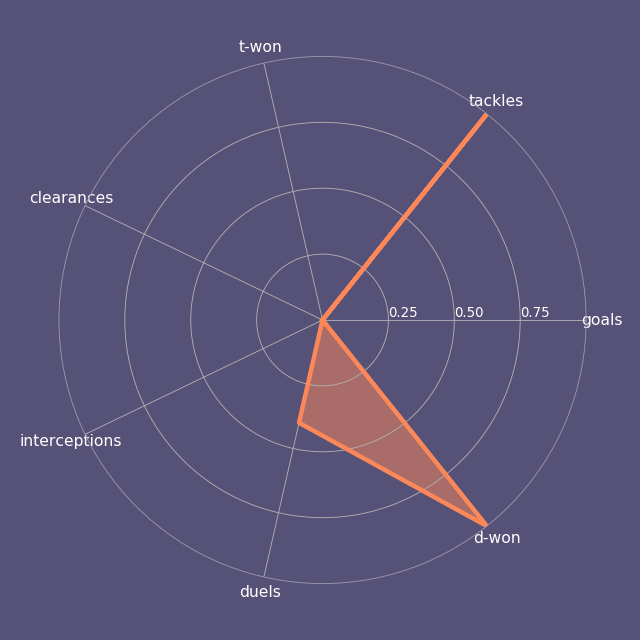 t-won
tackles
clearances
0.25 0.50 0.75
goals
interceptions
d-won
duels